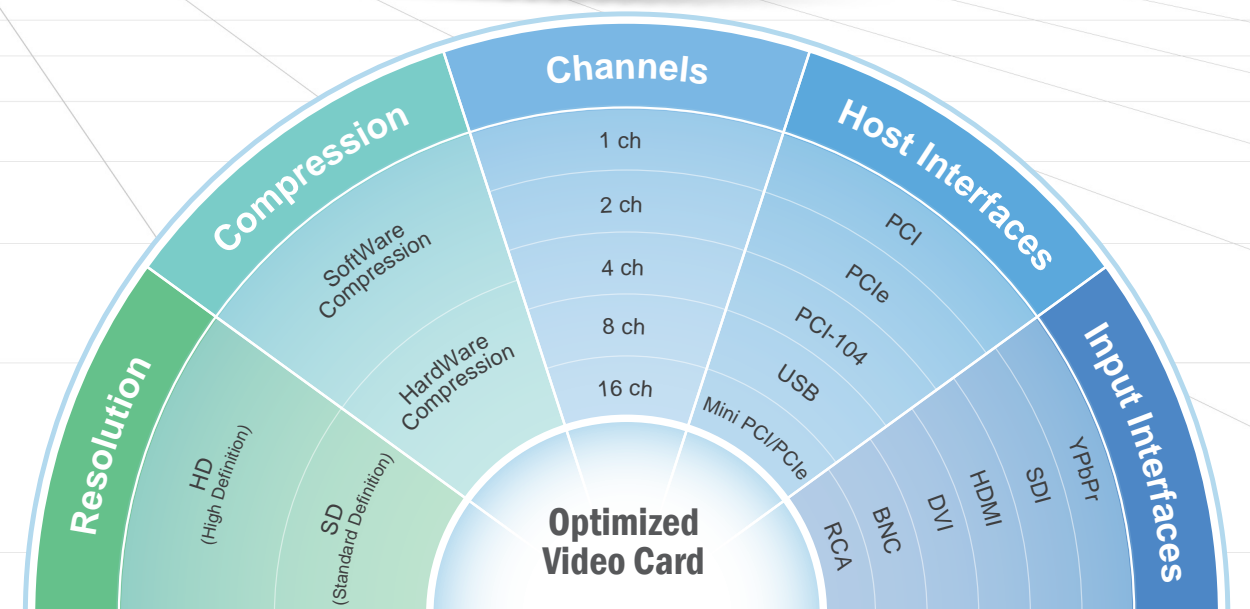 Resolution
HD
(High Definition)
SD
(Standard Definition)
Compression
SoftWare
Compression
HardWare
Compression
Channels
1 ch
2 ch
4 ch
8 ch
16 ch
Host Interfaces
PCI
PCIe
PCI-104
USB
Mini PCI/PCIe
Input Interfaces
YPbPr
SDI
HDMI
DVI
BNC
RCA
Optimized
Video Card